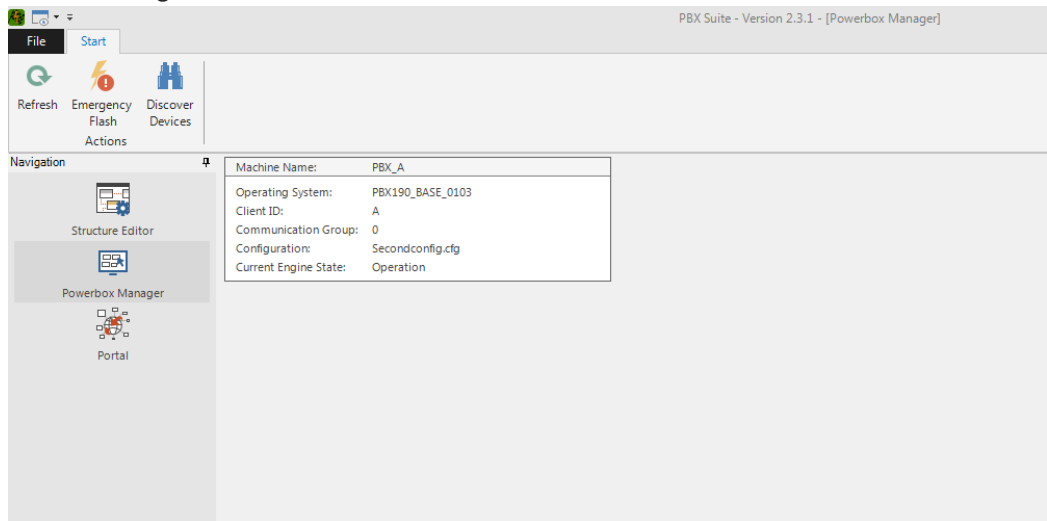 PBX Suite - Version 2.3.1 - [Powerbox Manager]
File Start
Refresh Emergency Flash Discover Devices
Actions
Navigation
Structure Editor
Powerbox Manager
Portal
Machine Name: PBX_A
Operating System: PBX190_BASE_0103
Client ID: A
Communication Group: 0
Configuration: Secondconfig.cfg
Current Engine State: Operation